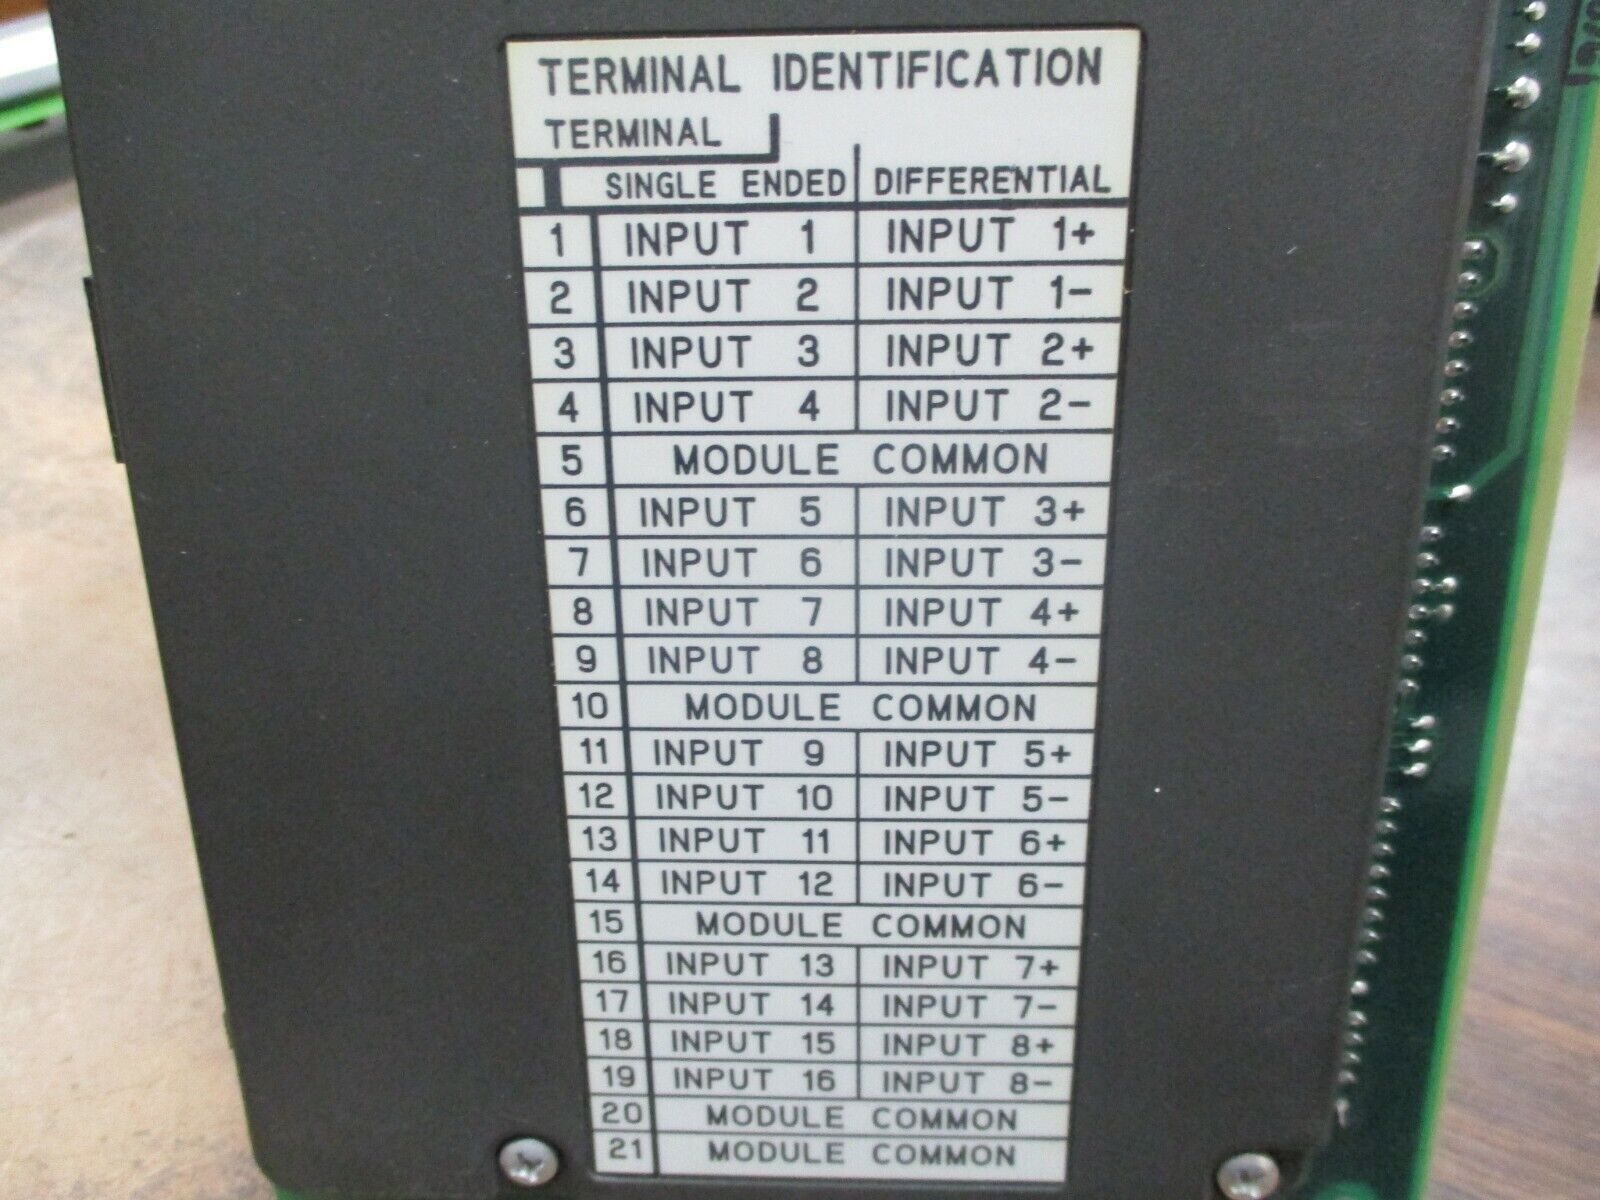 TERMINAL IDENTIFICATION
TERMINAL
SINGLE ENDED DIFFERENTIAL
1 INPUT 1 INPUT 1+
2 INPUT 2 INPUT 1-
3 INPUT 3 INPUT 2+
4 INPUT 4 INPUT 2-
5 MODULE COMMON
6 INPUT 5 INPUT 3+
7 INPUT 6 INPUT 3-
8 INPUT 7 INPUT 4+
9 INPUT 8 INPUT 4-
10 MODULE COMMON
11 INPUT 9 INPUT 5+
12 INPUT 10 INPUT 5-
13 INPUT 11 INPUT 6+
14 INPUT 12 INPUT 6-
15 MODULE COMMON
16 INPUT 13 INPUT 7+
17 INPUT 14 INPUT 7-
18 INPUT 15 INPUT 8+
19 INPUT 16 INPUT 8-
20 MODULE COMMON
21 MODULE COMMON